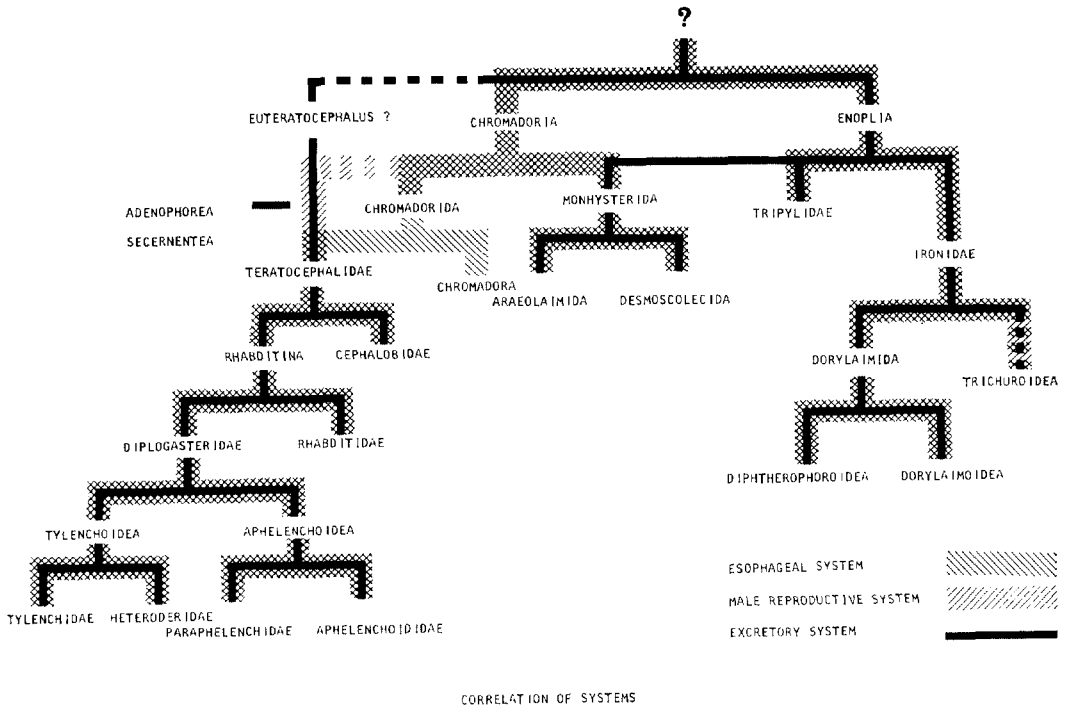 ?
EUTERATOCEPHALUS ?
CHROMADORIA
ENOPLIA
ADENOPHOREA
SECERNENTEA
CHROMADORIDA
MONHYSTERIDA
TRIPYLIDAE
IRONIDAE
TERATOCEPHALIDAE
CHROMADORA
ARAEOLAIMIDA
DESMOSCOLECIDA
RHABDITINA
CEPHALOBIDAE
DORYLAIMIDA
TRICHUROIDEA
DIPLOGASTERIDAE
RHABDITIDAE
DIPHTHEROPHOROIDEA
DORYLAIMOIDEA
TYLENCHOIDEA
APHELENCHOIDEA
TYLENCHIDAE
HETERODERIDAE
PARAPHELENCHIDAE
APHELENCHOIDIDAE
ESOPHAGEAL SYSTEM
MALE REPRODUCTIVE SYSTEM
EXCRETORY SYSTEM
CORRELATION OF SYSTEMS